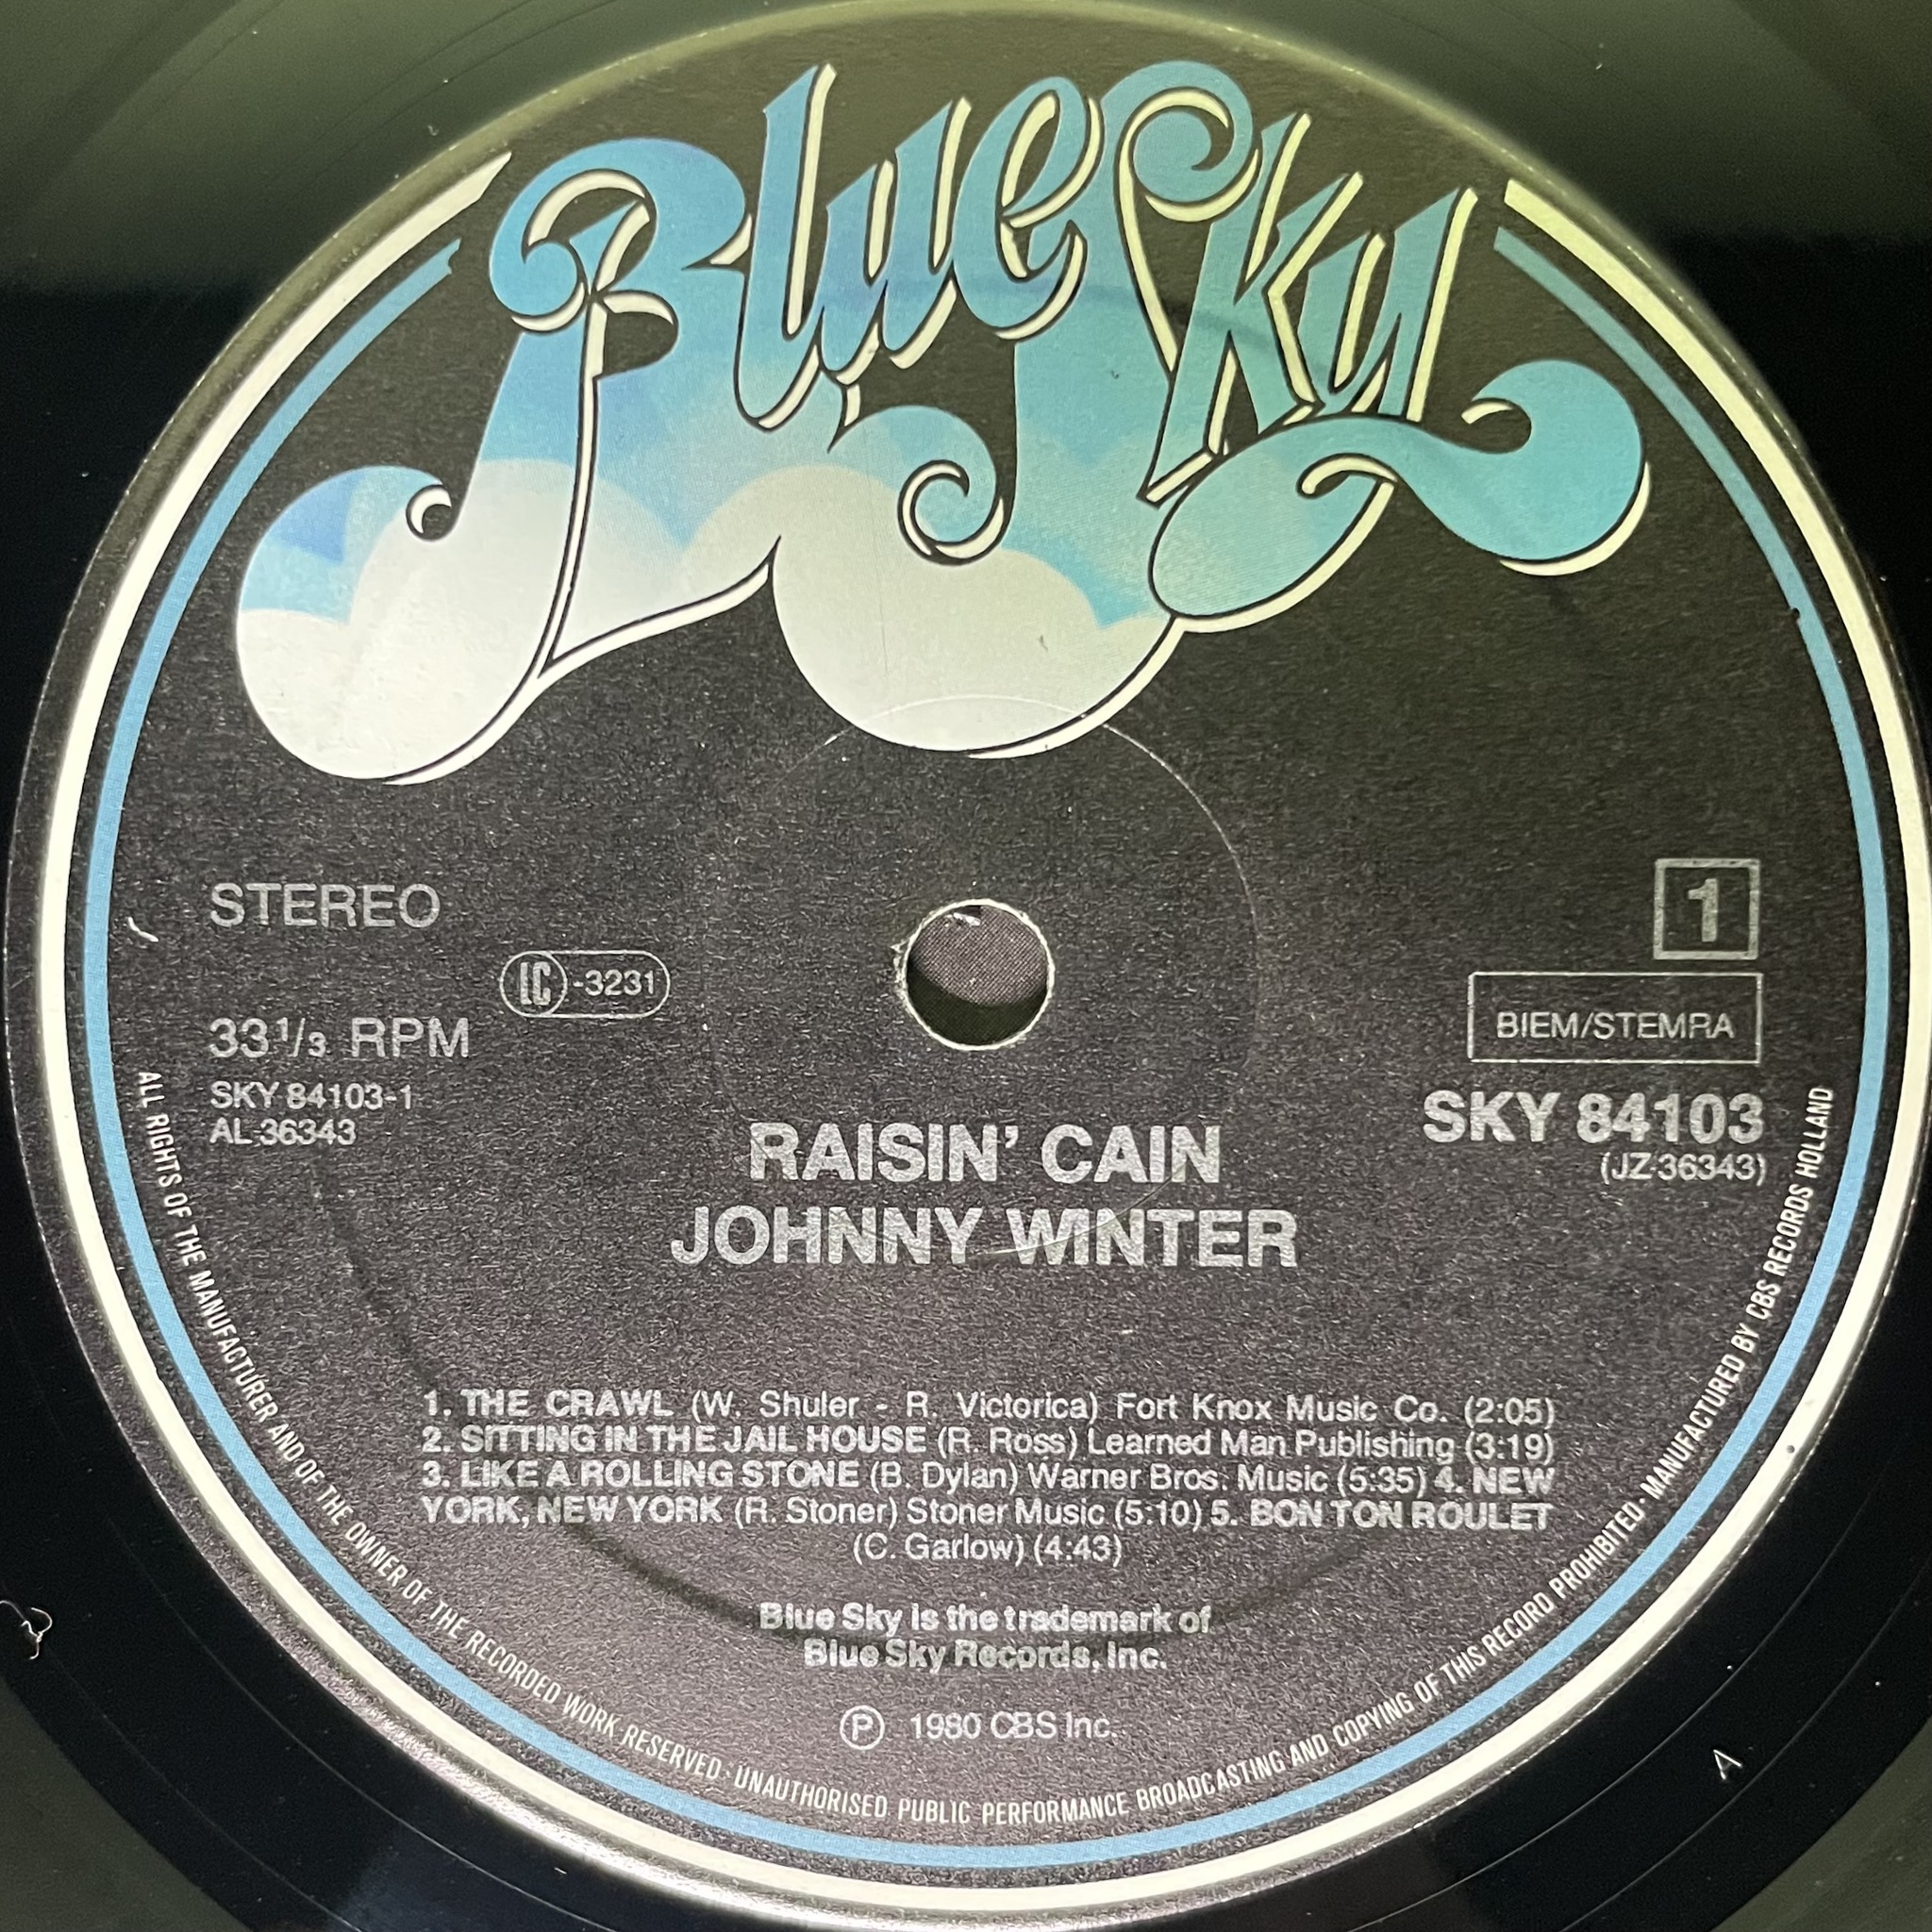 Blue Sky
STEREO
1
LC -3231
BIEM/STEMRA
33 1/3 RPM
SKY 84103-1
AL 36343
SKY 84103
(JZ 36343)
RAISIN' CAIN
JOHNNY WINTER
1. THE CRAWL (W. Shuler - R. Victorica) Fort Knox Music Co. (2:05)
2. SITTING IN THE JAIL HOUSE (R. Ross) Learned Man Publishing (3:19)
3. LIKE A ROLLING STONE (B. Dylan) Warner Bros. Music (5:35) 4. NEW
YORK, NEW YORK (R. Stoner) Stoner Music (5:10) 5. BON TON ROULET
(C. Garlow) (4:43)
Blue Sky is the trademark of
Blue Sky Records, Inc.
℗ 1980 CBS Inc.
ALL RIGHTS OF THE MANUFACTURER AND OF THE OWNER OF THE RECORDED WORK RESERVED · UNAUTHORISED PUBLIC PERFORMANCE BROADCASTING AND COPYING OF THIS RECORD PROHIBITED · MANUFACTURED BY CBS RECORDS HOLLAND
A